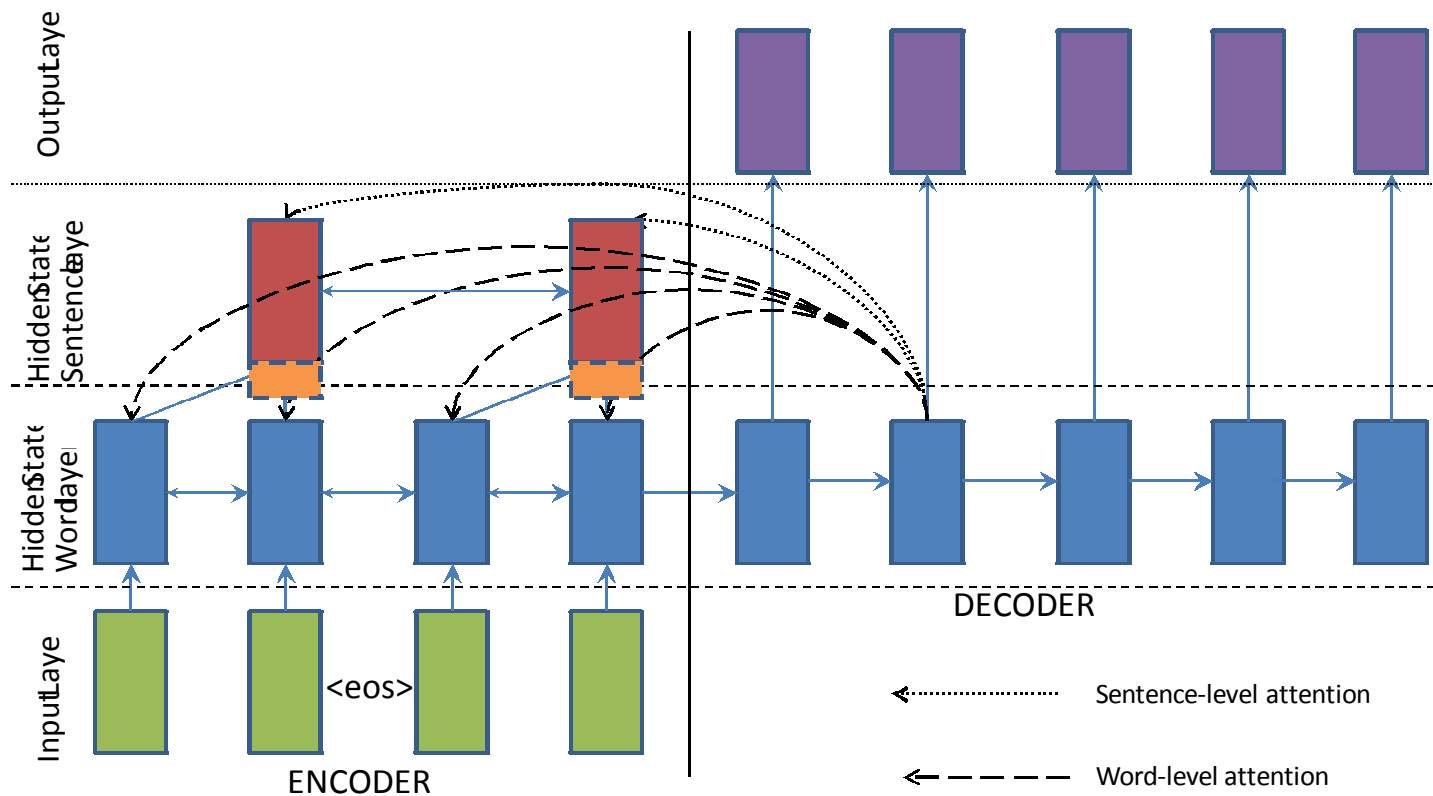 Output Laye
Hidden State
Sentence laye
Hidden State
Word laye
Input Laye
<eos>
ENCODER
DECODER
Sentence-level attention
Word-level attention